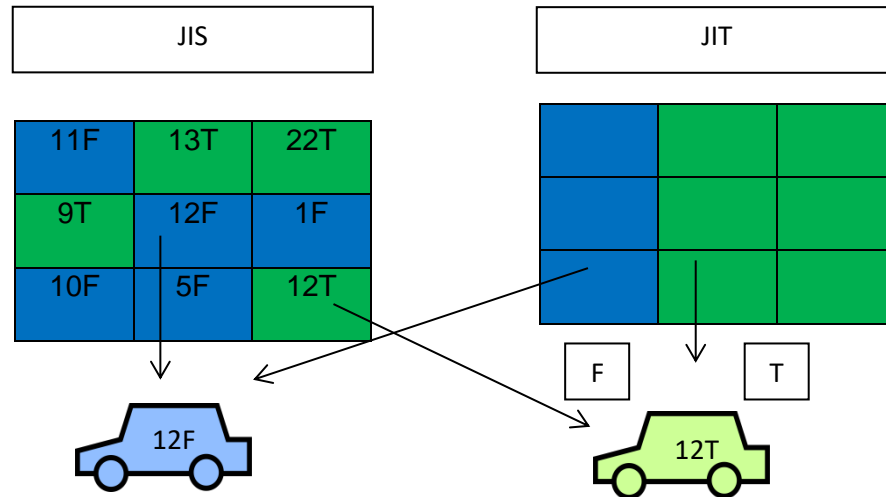 JIS
JIT
11F 13T 22T
9T 12F 1F
10F 5F 12T
F T
12F
12T